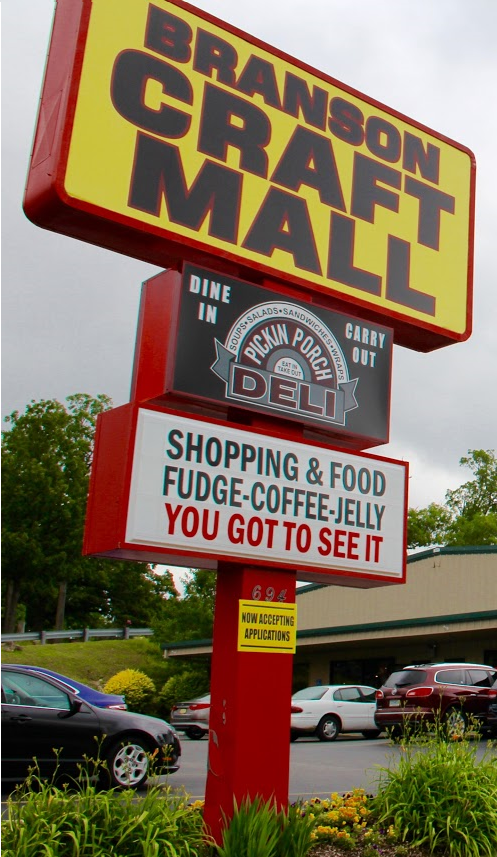 BRANSON
CRAFT
MALL
DINE
IN
CARRY
OUT
SOUPS•SALADS•SANDWICHES•WRAPS
PICKIN PORCH
EAT IN
TAKE OUT
DELI
SHOPPING & FOOD
FUDGE-COFFEE-JELLY
YOU GOT TO SEE IT
694
NOW ACCEPTING
APPLICATIONS